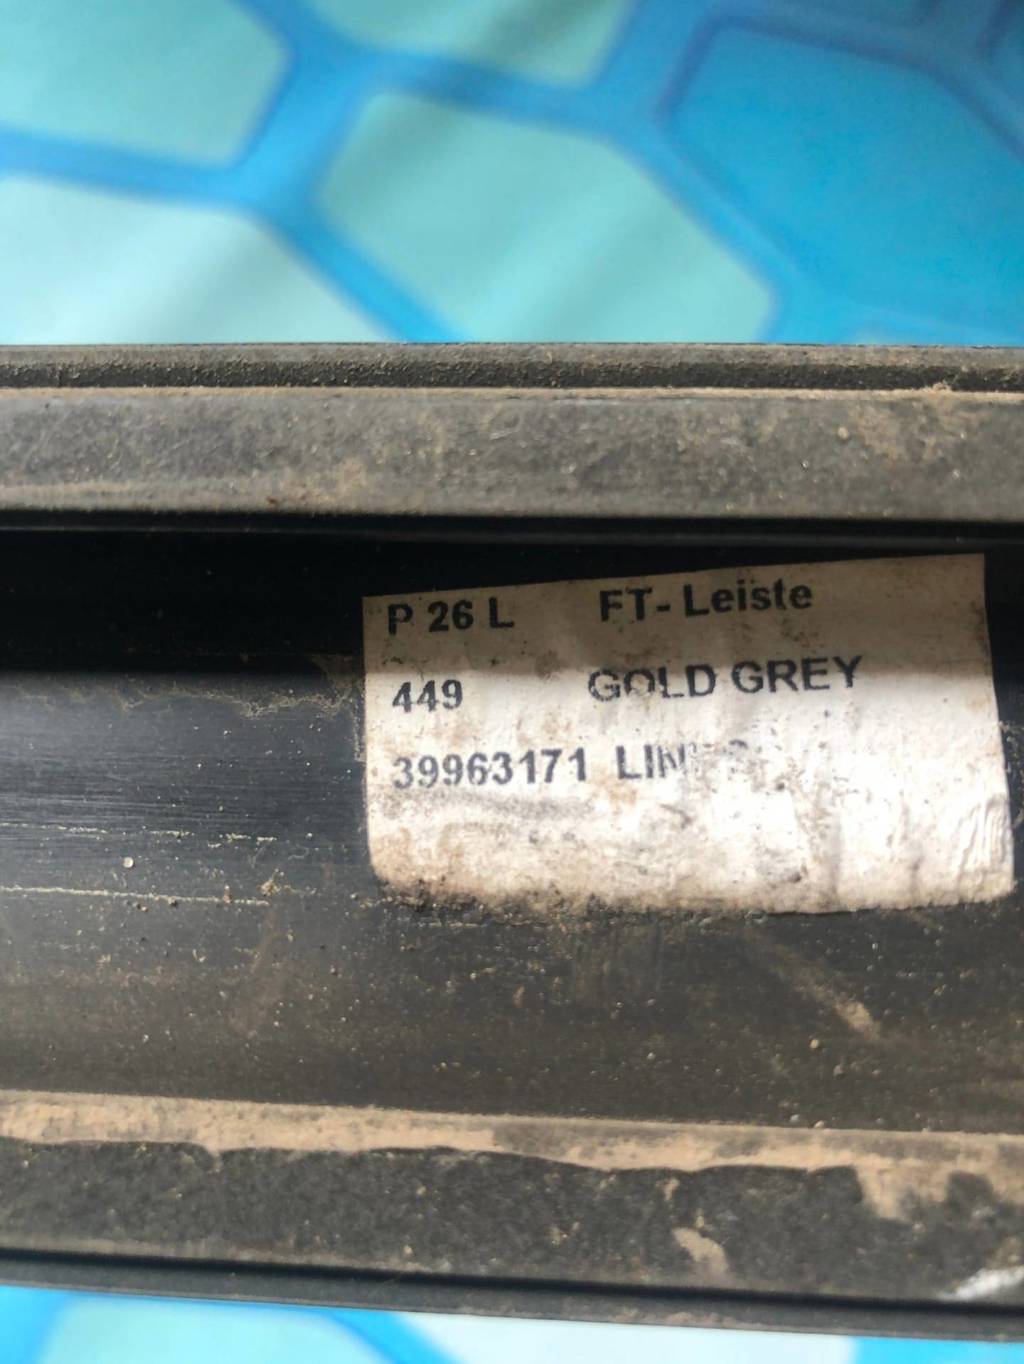 P 26 L FT-Leiste
449 GOLD GREY
39963171